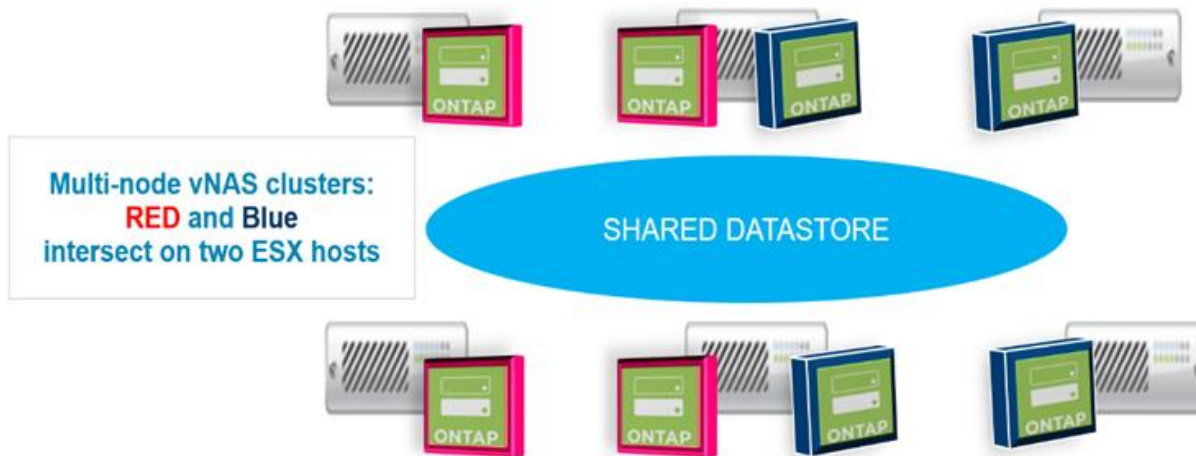 ONTAP
ONTAP
ONTAP
ONTAP
Multi-node vNAS clusters:
RED and Blue
intersect on two ESX hosts
SHARED DATASTORE
ONTAP
ONTAP
ONTAP
ONTAP